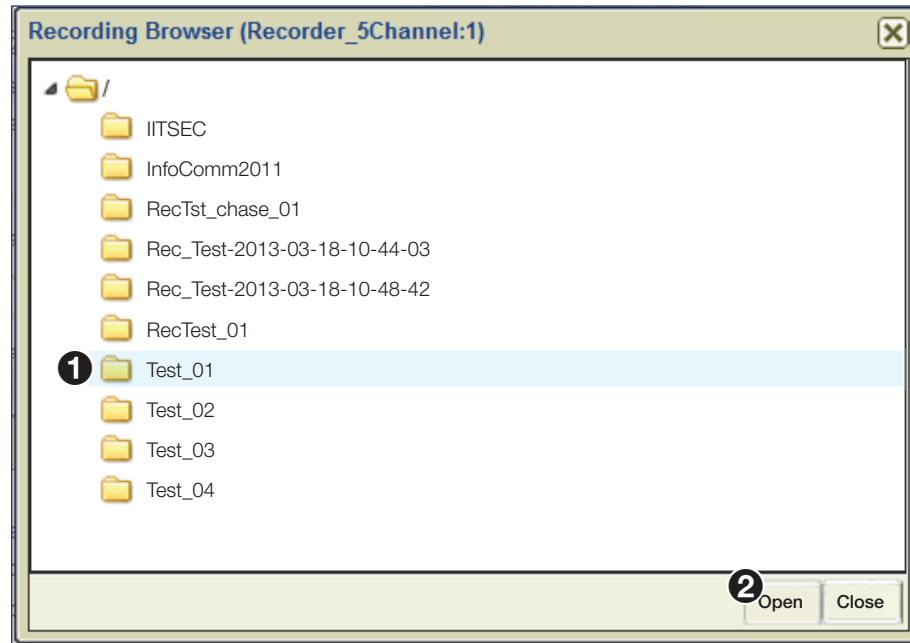 Recording Browser (Recorder_5Channel:1)
/
IITSEC
InfoComm2011
RecTst_chase_01
Rec_Test-2013-03-18-10-44-03
Rec_Test-2013-03-18-10-48-42
RecTest_01
1 Test_01
Test_02
Test_03
Test_04
2 Open Close